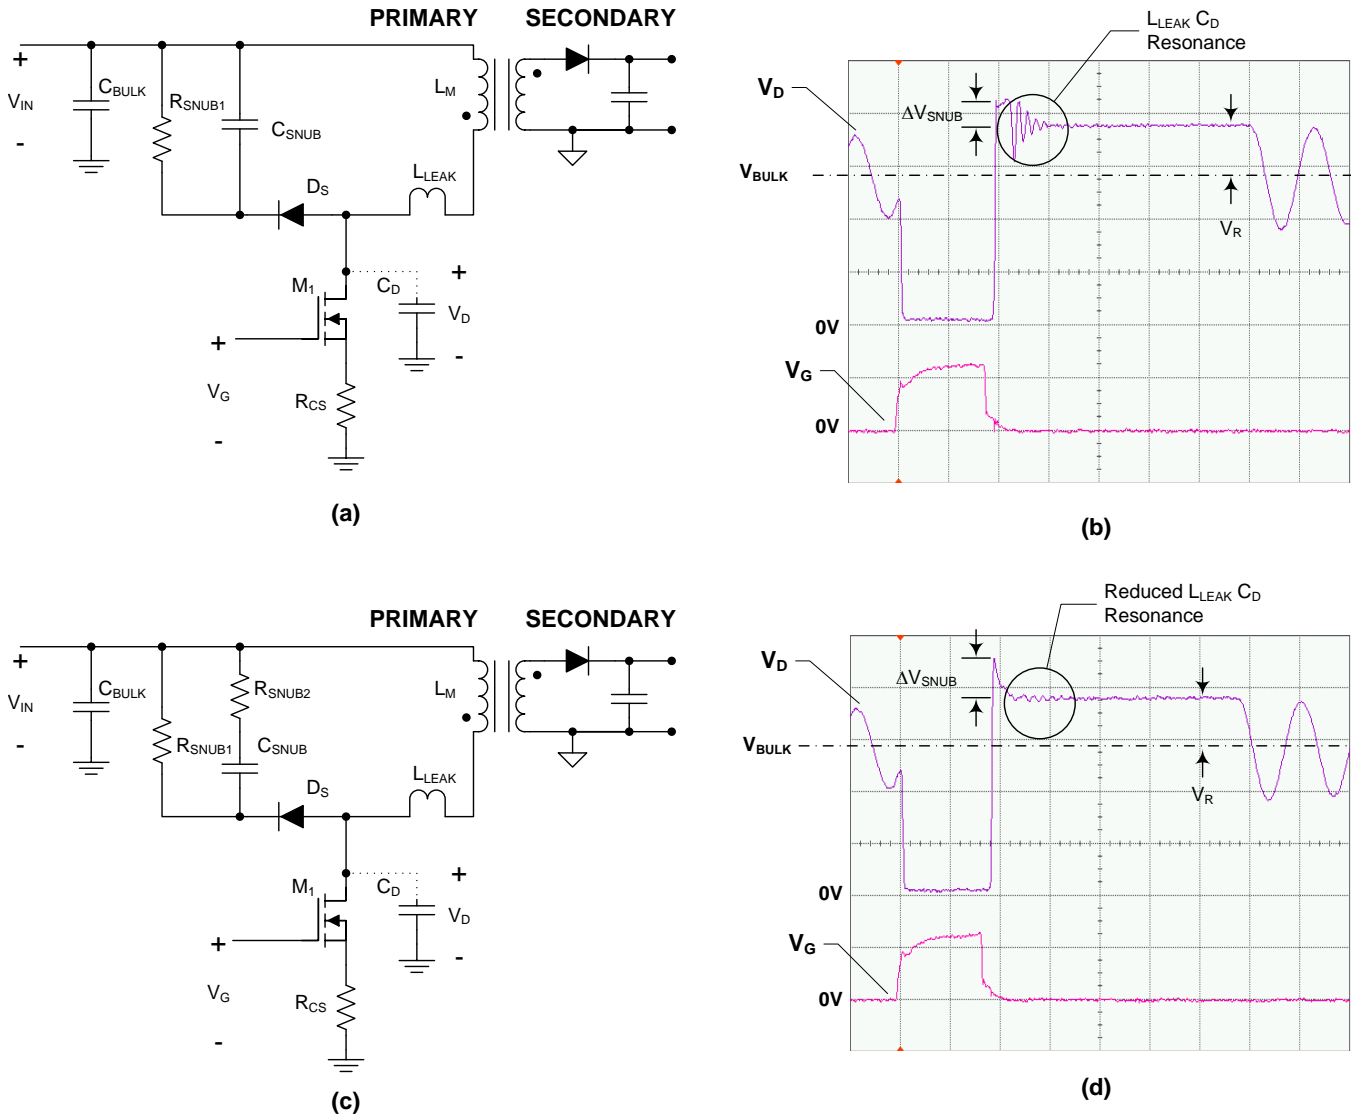 PRIMARY SECONDARY
+
VIN
-
CBULK
RSNUB1
CSNUB
LM
LLEAK
DS
M1
CD
+
VD
-
+
VG
-
RCS
(a)
LLEAK CD
Resonance
VD
ΔVSNUB
VBULK
VR
0V
VG
0V
(b)
PRIMARY SECONDARY
+
VIN
-
CBULK
RSNUB2
LM
RSNUB1
CSNUB
LLEAK
DS
M1
CD
+
VD
-
+
VG
-
RCS
(c)
Reduced LLEAK CD
Resonance
VD
ΔVSNUB
VBULK
VR
0V
VG
0V
(d)